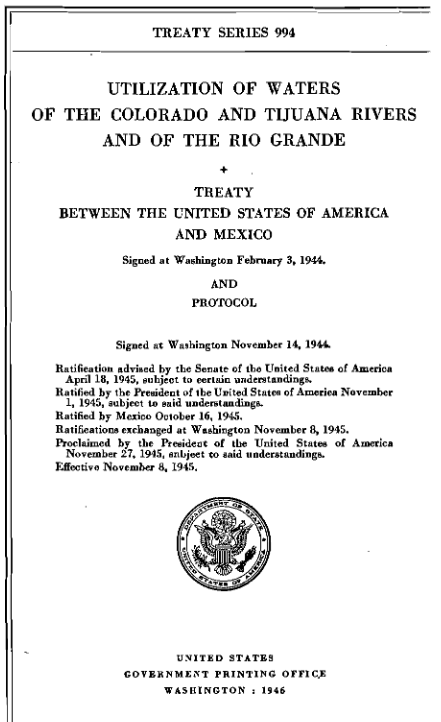 TREATY SERIES 994
UTILIZATION OF WATERS
OF THE COLORADO AND TIJUANA RIVERS
AND OF THE RIO GRANDE
+
TREATY
BETWEEN THE UNITED STATES OF AMERICA
AND MEXICO
Signed at Washington February 3, 1944.
AND
PROTOCOL
Signed at Washington November 14, 1944.
Ratification advised by the Senate of the United States of America
April 18, 1945, subject to certain understandings.
Ratified by the President of the United States of America November
1, 1945, subject to said understandings.
Ratified by Mexico October 16, 1945.
Ratifications exchanged at Washington November 8, 1945.
Proclaimed by the President of the United States of America
November 27, 1945, subject to said understandings.
Effective November 8, 1945.
DEPARTMENT OF STATE
UNITED STATES OF AMERICA
UNITED STATES
GOVERNMENT PRINTING OFFICE
WASHINGTON : 1946